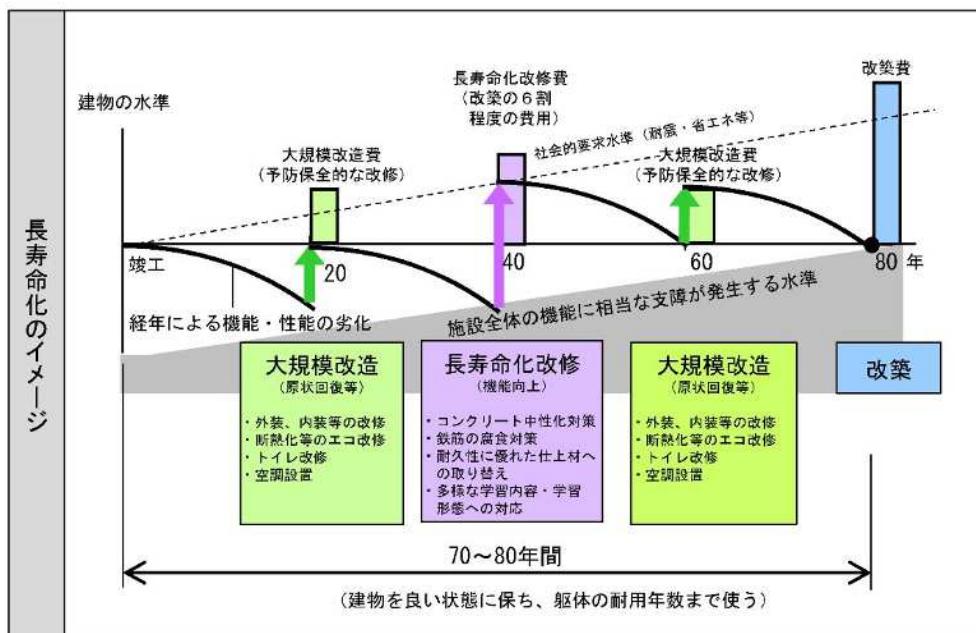 長寿命化のイメージ
建物の水準
長寿命化改修費
(改築の6割
程度の費用)
改築費
社会的要求水準(耐震・省エネ等)
大規模改造費
(予防保全的な改修)
大規模改造費
(予防保全的な改修)
竣工
20
40
60
80 年
経年による機能・性能の劣化
施設全体の機能に相当な支障が発生する水準
大規模改造
(原状回復等)
・外装、内装等の改修
・断熱化等のエコ改修
・トイレ改修
・空調設置
長寿命化改修
(機能向上)
・コンクリート中性化対策
・鉄筋の腐食対策
・耐久性に優れた仕上材へ
の取り替え
・多様な学習内容・学習
形態への対応
大規模改造
(原状回復等)
・外装、内装等の改修
・断熱化等のエコ改修
・トイレ改修
・空調設置
改築
70~80年間
(建物を良い状態に保ち、躯体の耐用年数まで使う)